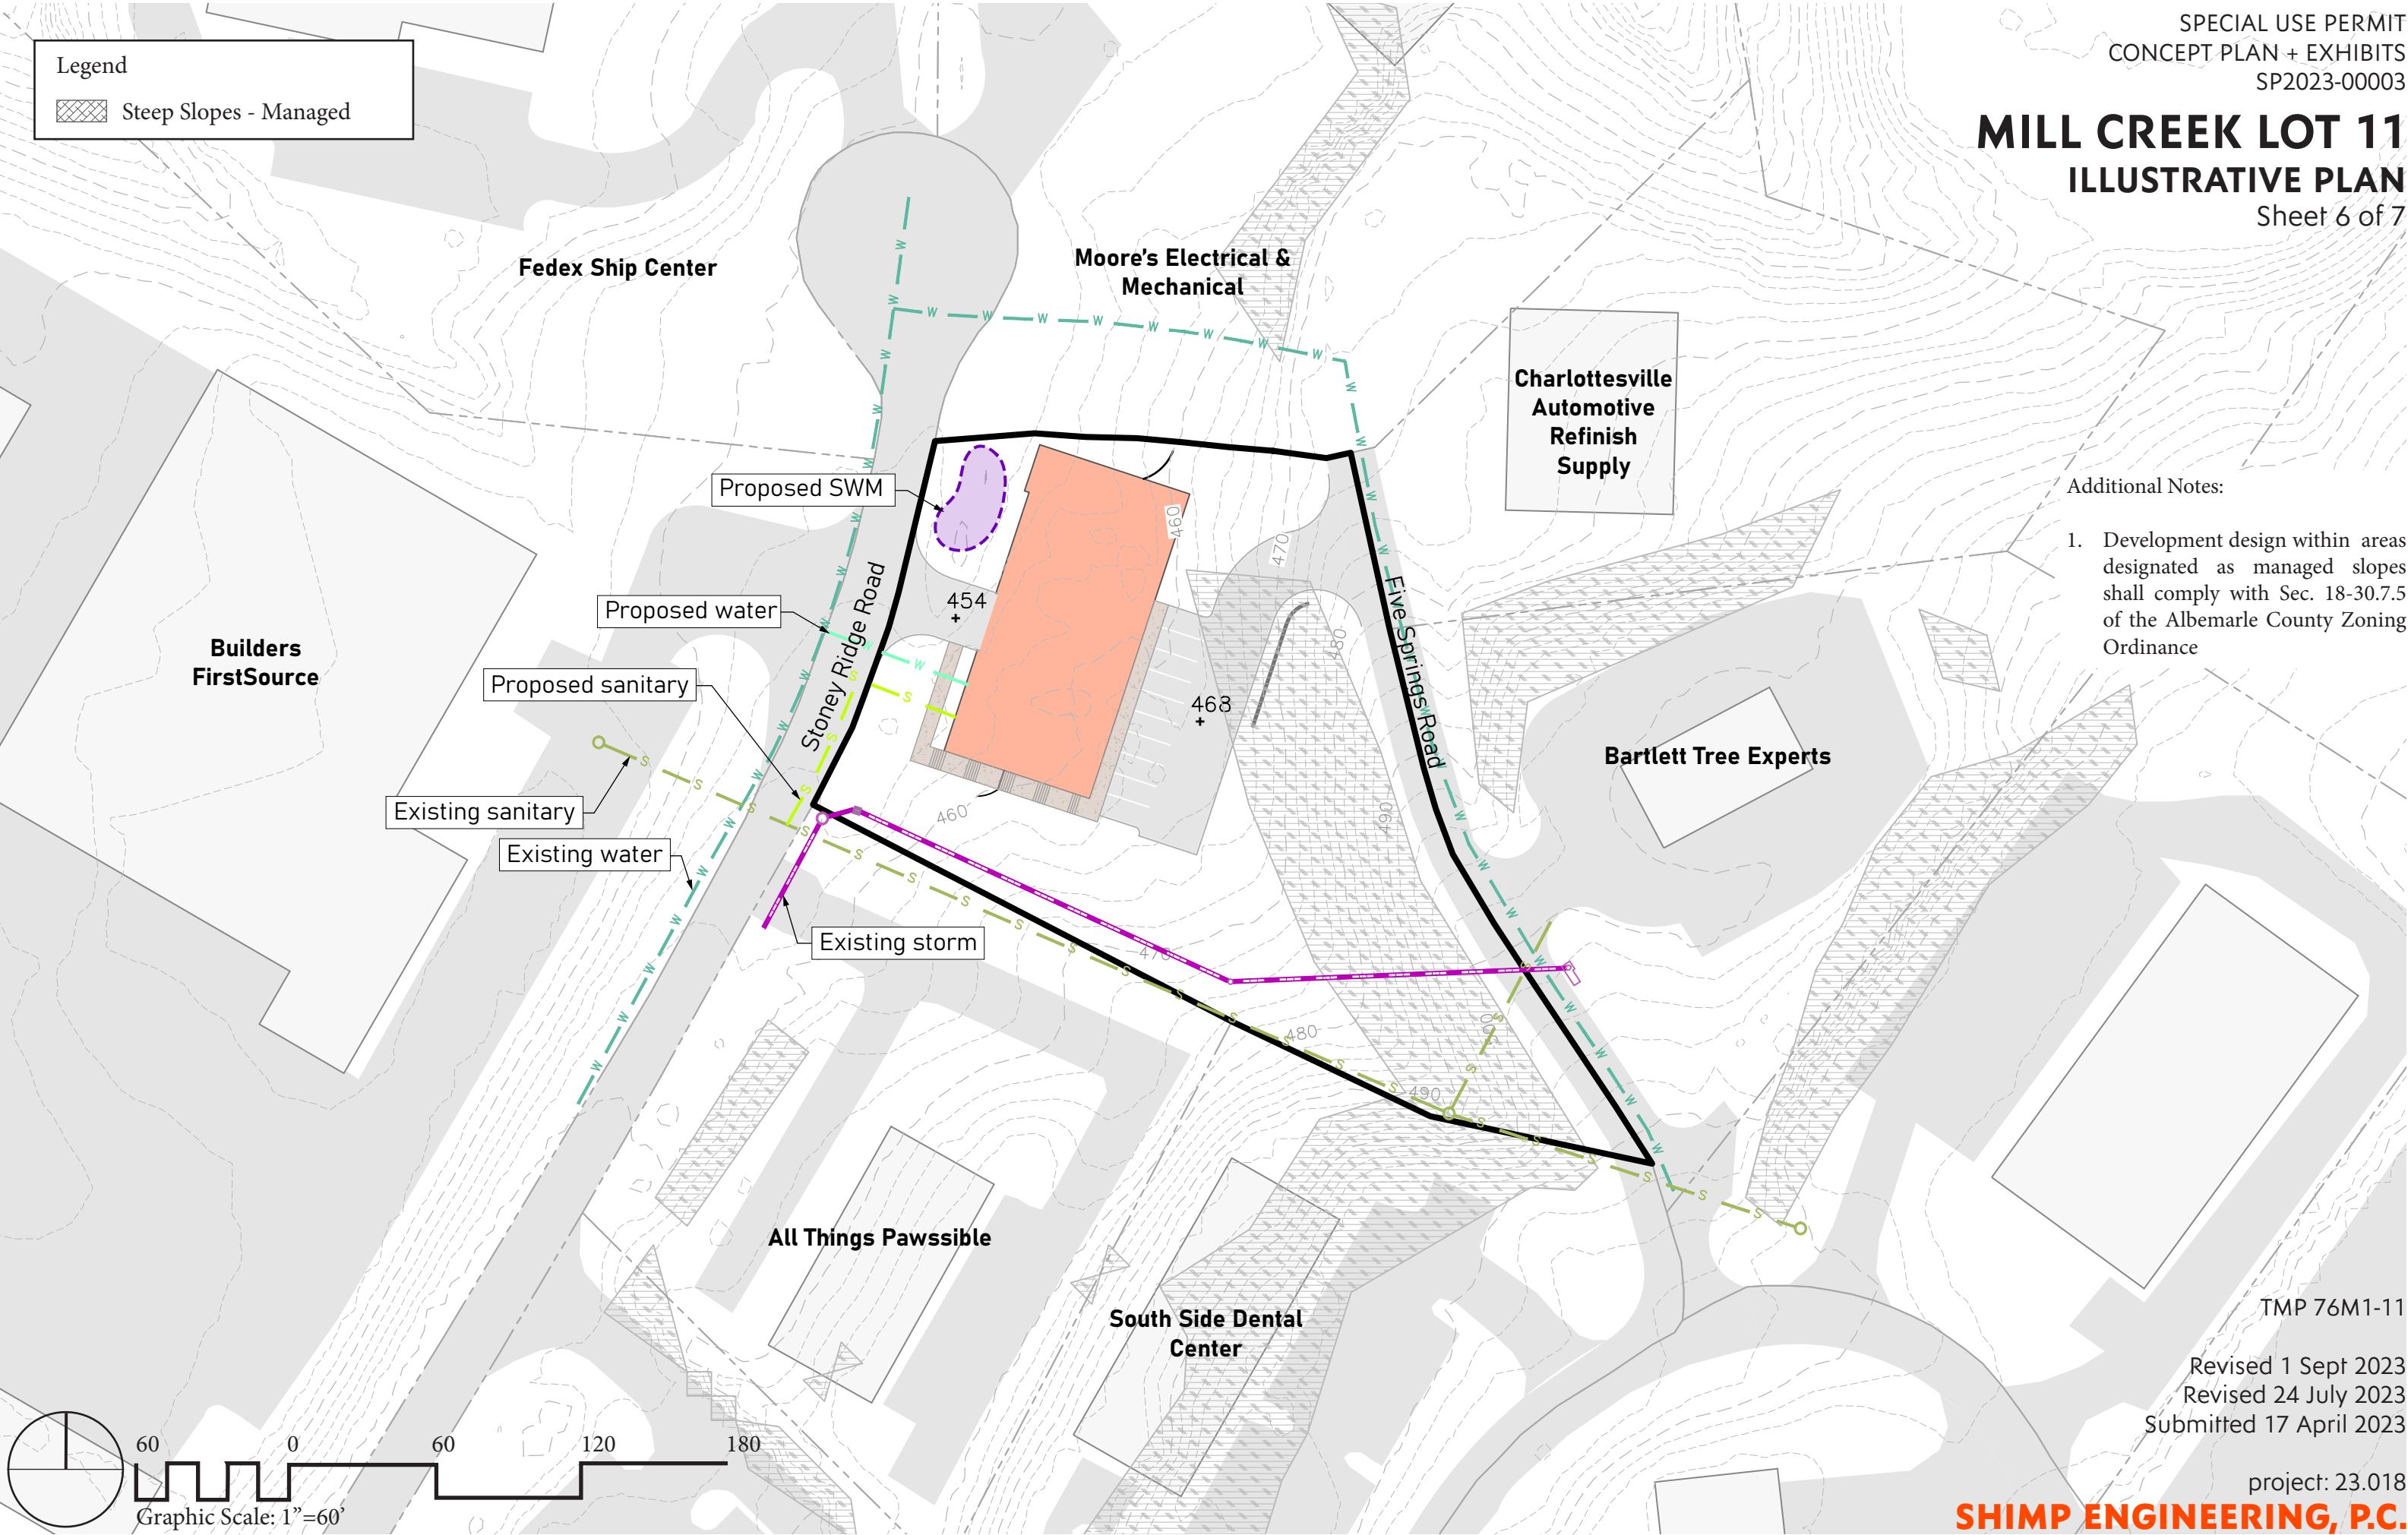 Legend
Steep Slopes - Managed
SPECIAL USE PERMIT
CONCEPT PLAN + EXHIBITS
SP2023-00003
MILL CREEK LOT 11
ILLUSTRATIVE PLAN
Sheet 6 of 7
Fedex Ship Center
Moore's Electrical &
Mechanical
Charlottesville
Automotive
Refinish
Supply
Proposed SWM
Additional Notes:
1. Development design within areas
designated as managed slopes
shall comply with Sec. 18-30.7.5
of the Albemarle County Zoning
Ordinance
460
470
454
Proposed water
Stoney Ridge Road
Five Springs Road
480
Builders
FirstSource
Proposed sanitary
468
Bartlett Tree Experts
Existing sanitary
460
490
Existing water
Existing storm
470
480
490
All Things Pawssible
South Side Dental
Center
TMP 76M1-11
Revised 1 Sept 2023
Revised 24 July 2023
Submitted 17 April 2023
project: 23.018
SHIMP ENGINEERING, P.C.
60 0 60 120 180
Graphic Scale: 1"=60'